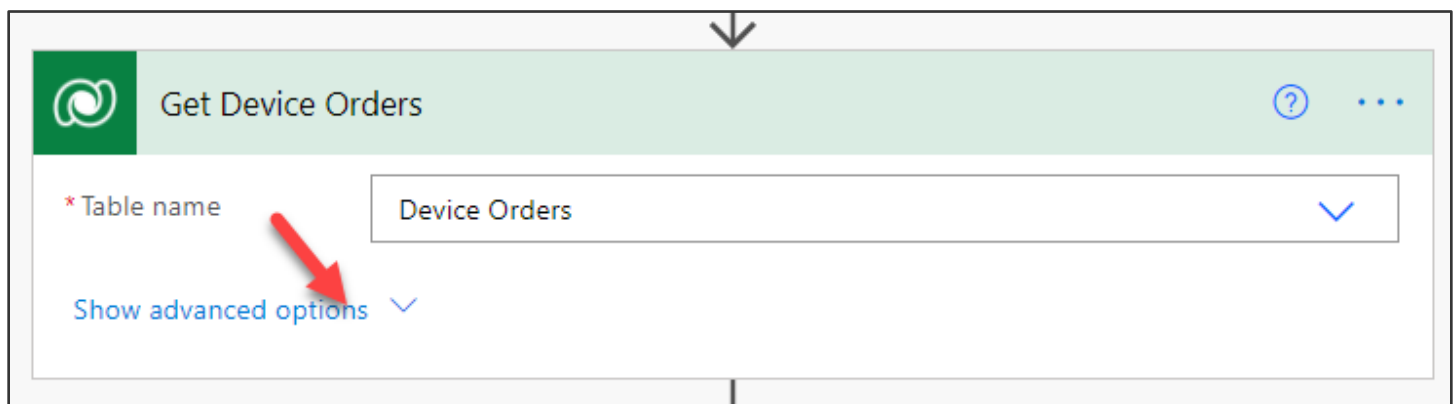 Get Device Orders
* Table name
Device Orders
Show advanced options